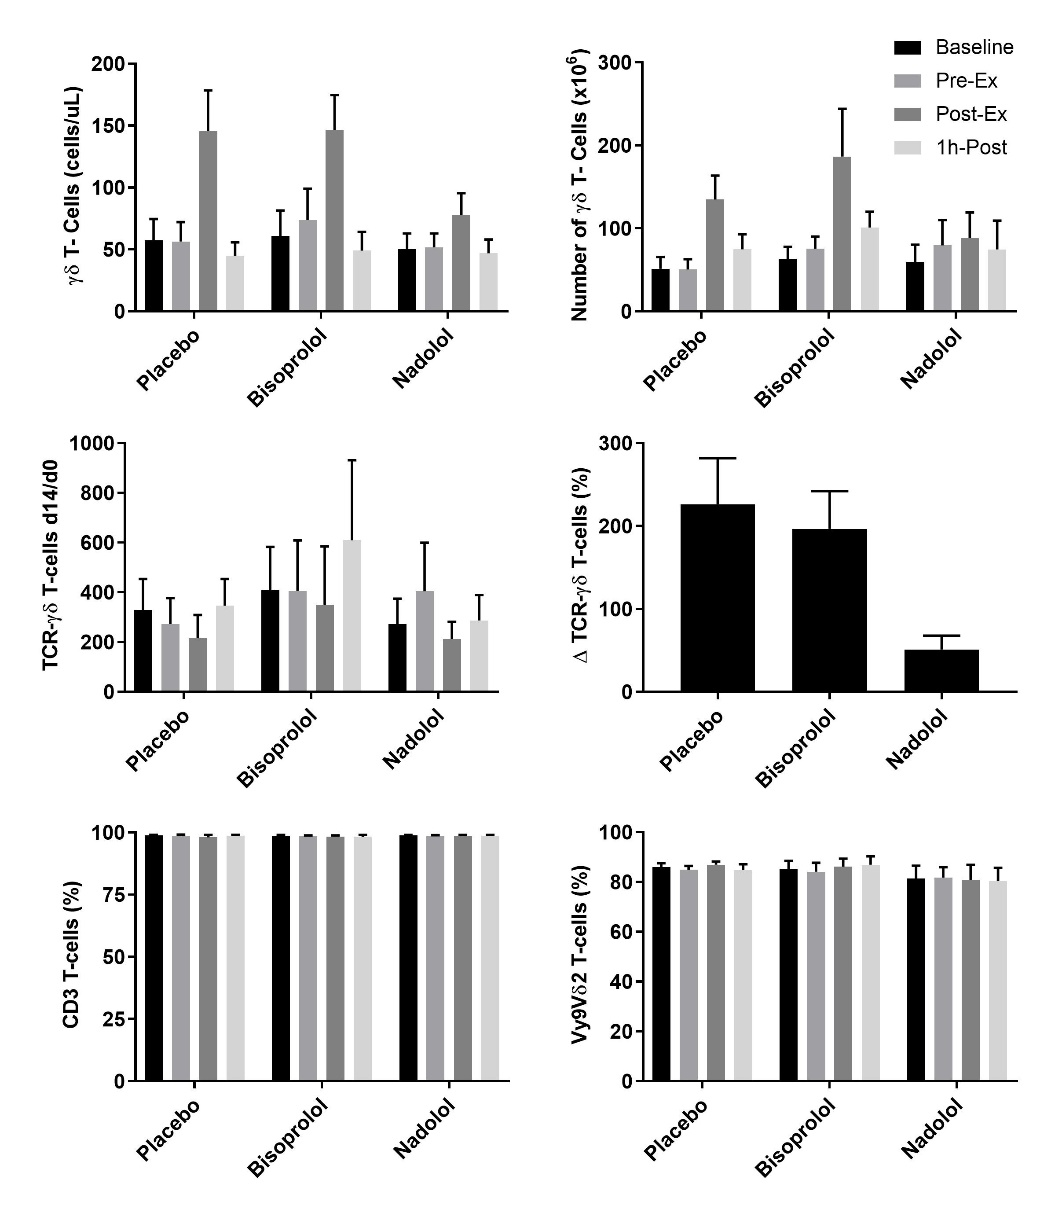 Baseline
Pre-Ex
Post-Ex
1h-Post
γδ T- Cells (cells/uL)
200
150
100
50
0
Placebo
Bisoprolol
Nadolol
Number of γδ T- Cells (x10⁶)
300
200
100
0
Placebo
Bisoprolol
Nadolol
TCR-γδ T-cells d14/d0
1000
800
600
400
200
0
Placebo
Bisoprolol
Nadolol
Δ TCR-γδ T-cells (%)
300
200
100
0
Placebo
Bisoprolol
Nadolol
CD3 T-cells (%)
100
75
50
25
0
Placebo
Bisoprolol
Nadolol
Vy9Vδ2 T-cells (%)
100
80
60
40
20
0
Placebo
Bisoprolol
Nadolol